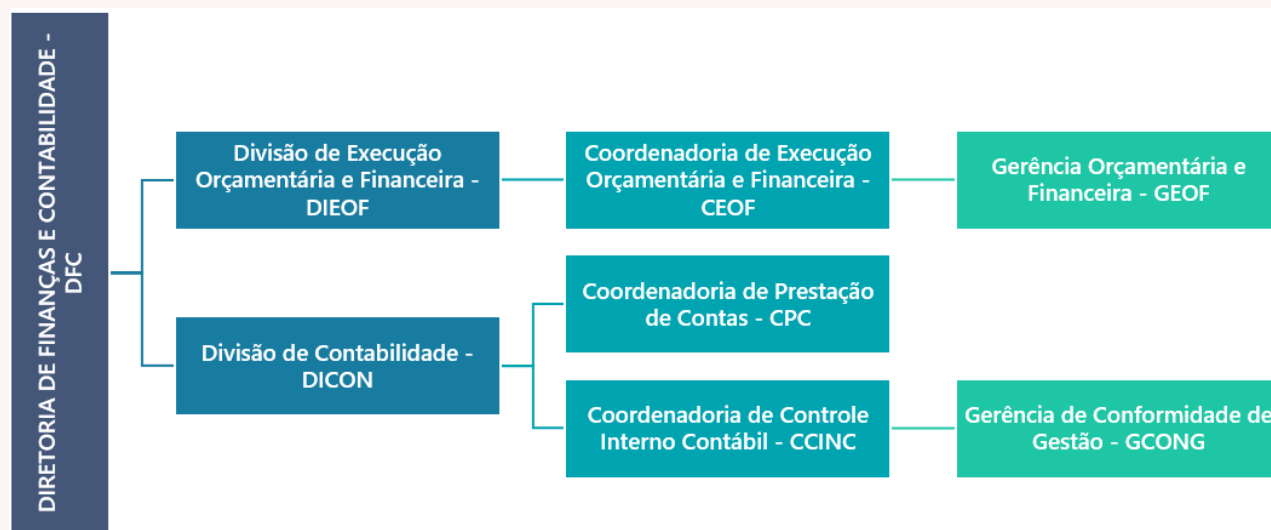 DIRETORIA DE FINANÇAS E CONTABILIDADE -
DFC
Divisão de Execução
Orçamentária e Financeira -
DIEOF
Coordenadoria de Execução
Orçamentária e Financeira -
CEOF
Gerência Orçamentária e
Financeira - GEOF
Divisão de Contabilidade -
DICON
Coordenadoria de Prestação
de Contas - CPC
Coordenadoria de Controle
Interno Contábil - CCINC
Gerência de Conformidade de
Gestão - GCONG